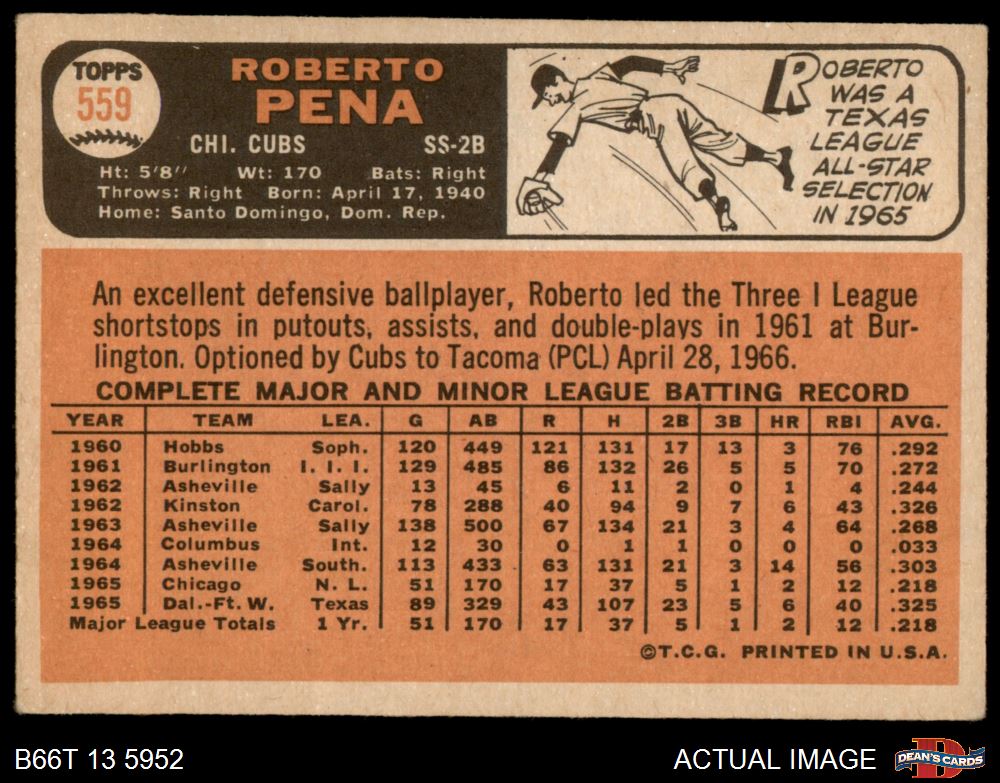 TOPPS
559
ROBERTO
PENA
CHI. CUBS SS-2B
Ht: 5'8" Wt: 170 Bats: Right
Throws: Right Born: April 17, 1940
Home: Santo Domingo, Dom. Rep.
ROBERTO
WAS A
TEXAS
LEAGUE
ALL-STAR
SELECTION
IN 1965
An excellent defensive ballplayer, Roberto led the Three I League
shortstops in putouts, assists, and double-plays in 1961 at Bur-
lington. Optioned by Cubs to Tacoma (PCL) April 28, 1966.
COMPLETE MAJOR AND MINOR LEAGUE BATTING RECORD
YEAR TEAM LEA. G AB R H 2B 3B HR RBI AVG.
1960 Hobbs Soph. 120 449 121 131 17 13 3 76 .292
1961 Burlington I. I. I. 129 485 86 132 26 5 5 70 .272
1962 Asheville Sally 13 45 6 11 2 0 1 4 .244
1962 Kinston Carol. 78 288 40 94 9 7 6 43 .326
1963 Asheville Sally 138 500 67 134 21 3 4 64 .268
1964 Columbus Int. 12 30 0 1 1 0 0 0 .033
1964 Asheville South. 113 433 63 131 21 3 14 56 .303
1965 Chicago N. L. 51 170 17 37 5 1 2 12 .218
1965 Dal.-Ft. W. Texas 89 329 43 107 23 5 6 40 .325
Major League Totals 1 Yr. 51 170 17 37 5 1 2 12 .218
©T.C.G. PRINTED IN U.S.A.
B66T 13 5952
ACTUAL IMAGE
D
DEAN'S CARDS